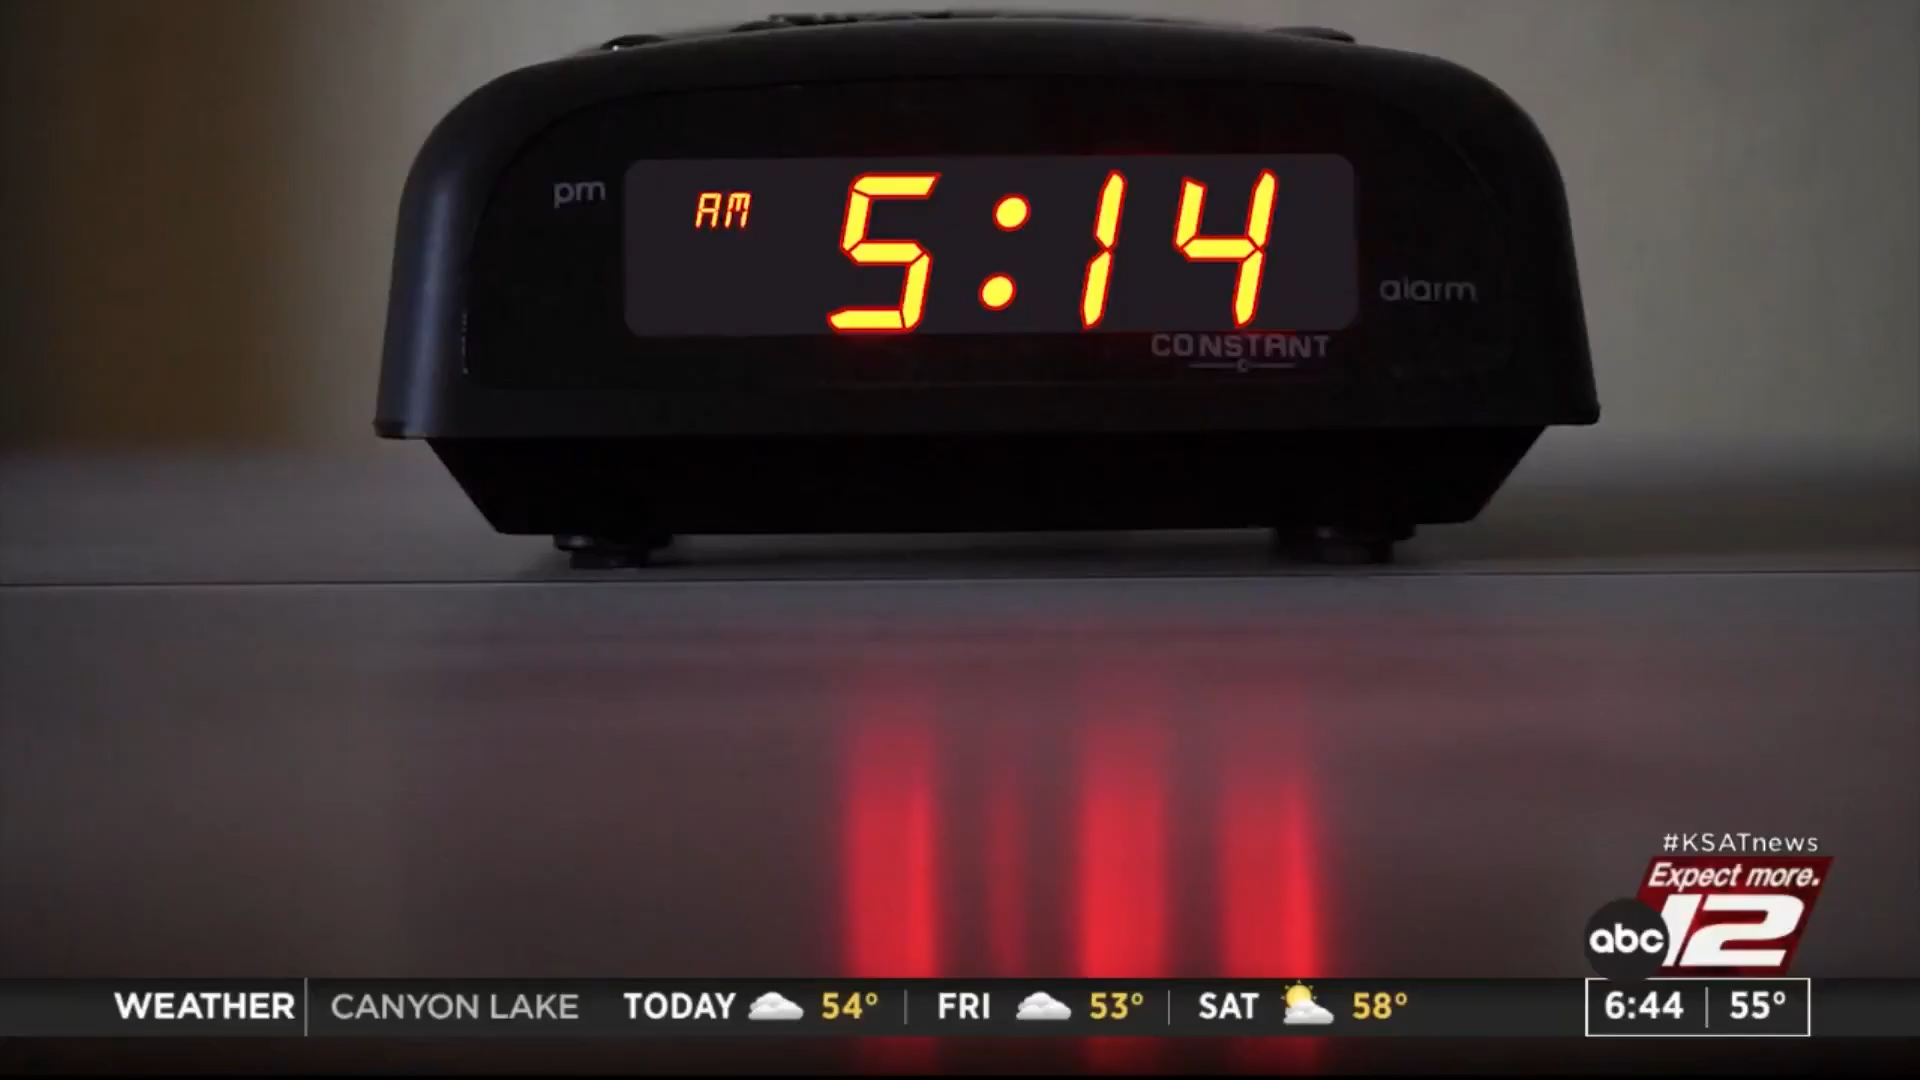 pm
AM 5:14
alarm
CONSTANT
#KSATnews
Expect more.
abc 12
WEATHER CANYON LAKE TODAY 54° FRI 53° SAT 58° 6:44 55°